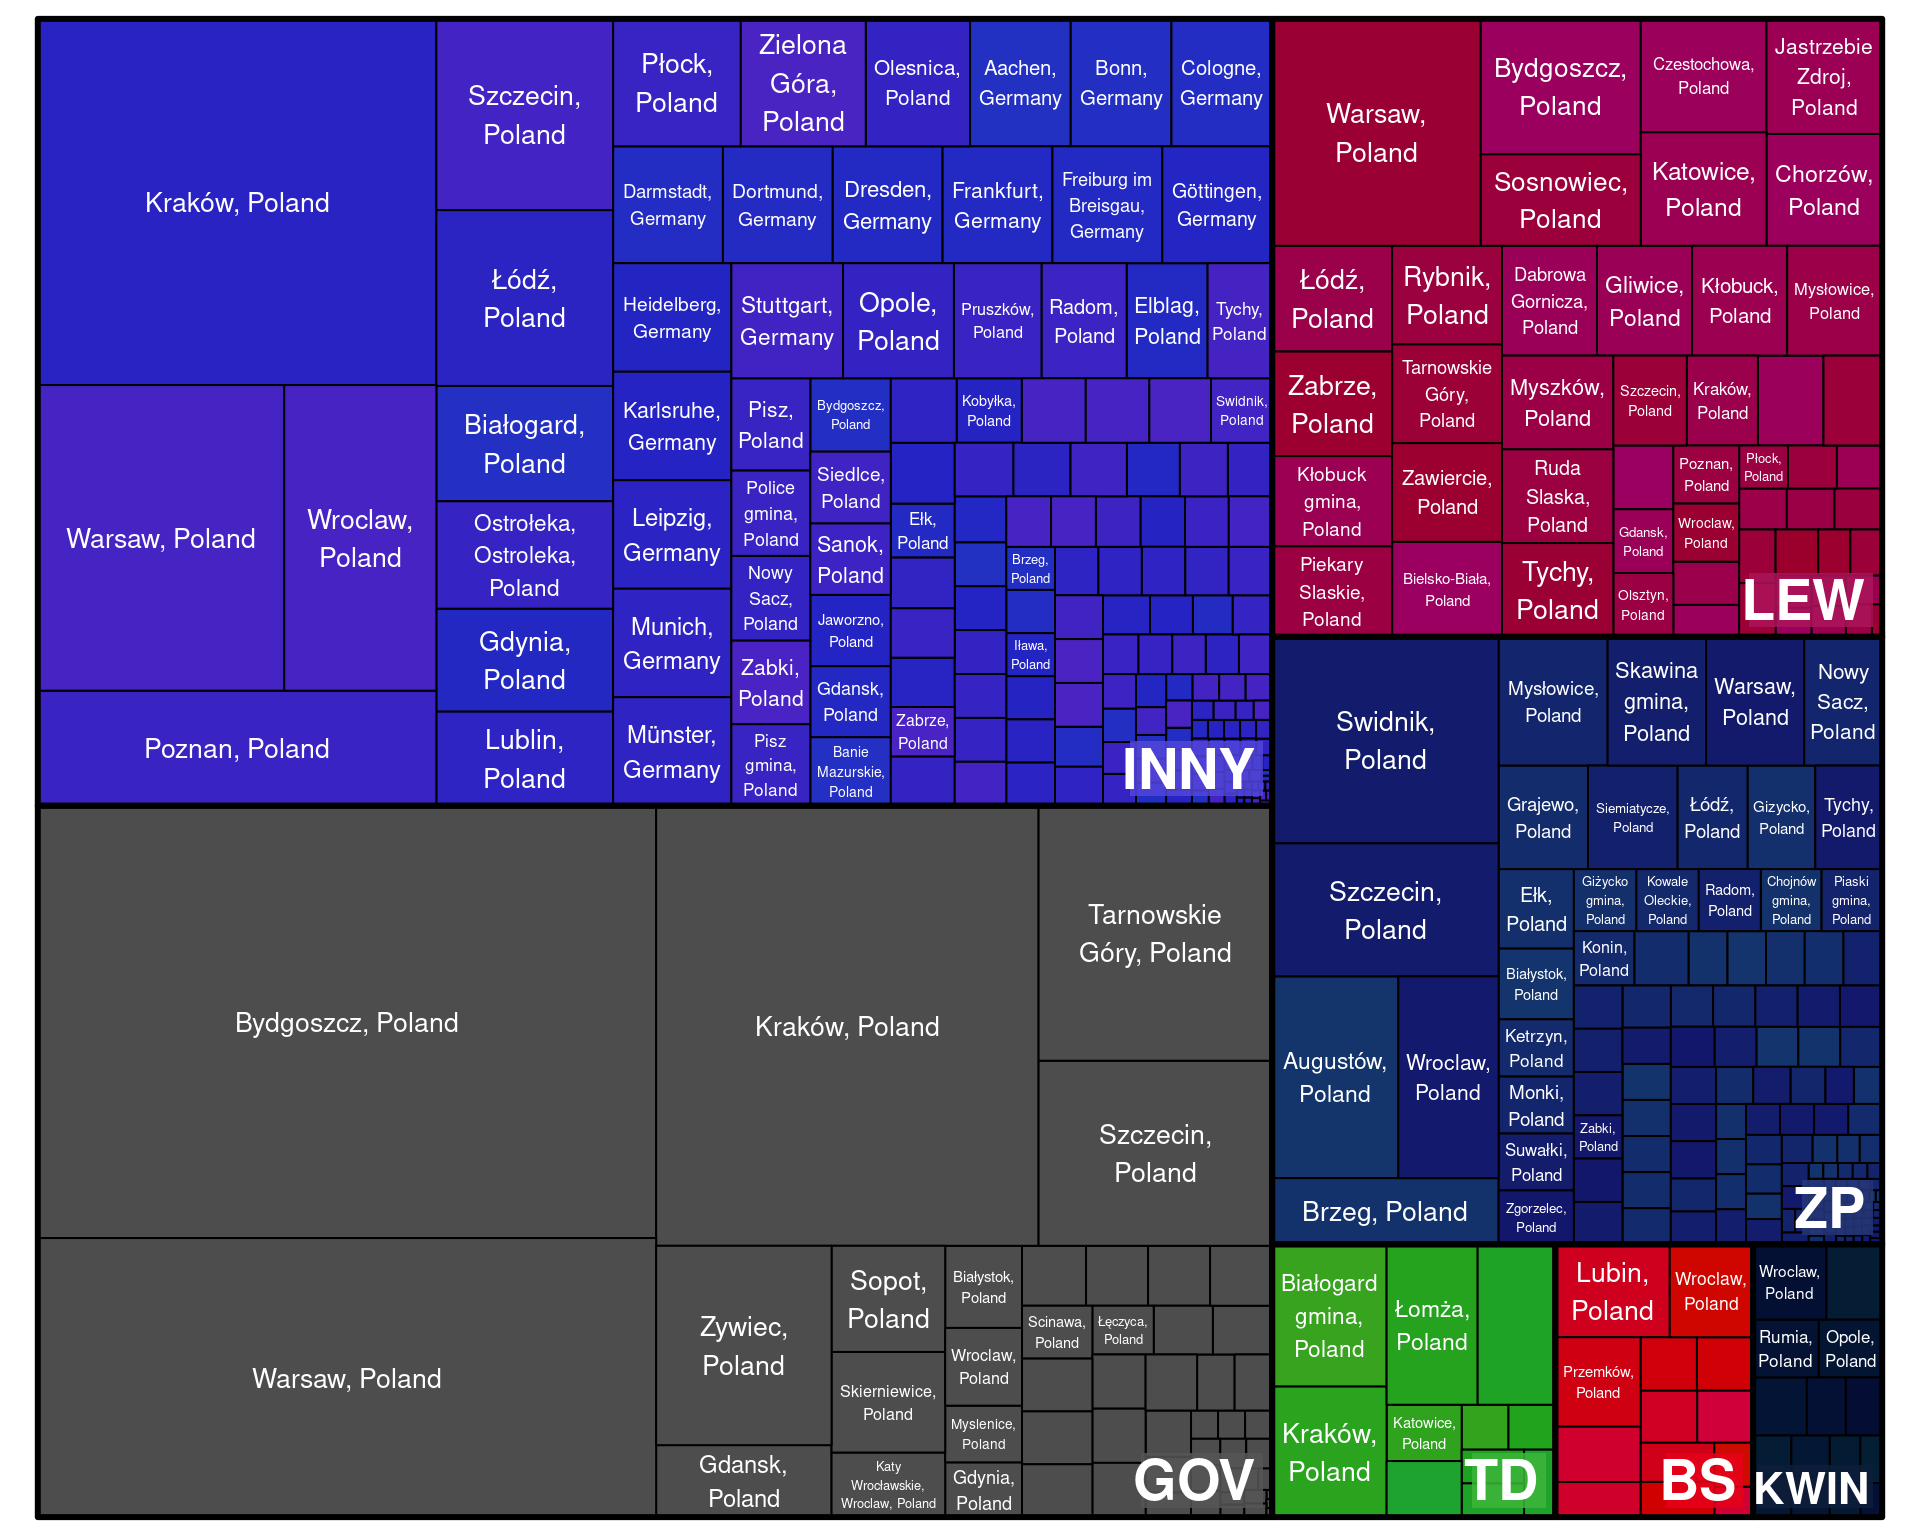 Kraków, Poland
Szczecin,
Poland
Łódź,
Poland
Warsaw, Poland
Wroclaw,
Poland
Poznan, Poland
Białogard,
Poland
Ostrołeka,
Ostroleka,
Poland
Gdynia,
Poland
Lublin,
Poland
Płock,
Poland
Zielona
Góra,
Poland
Olesnica,
Poland
Aachen,
Germany
Bonn,
Germany
Cologne,
Germany
Darmstadt,
Germany
Dortmund,
Germany
Dresden,
Germany
Frankfurt,
Germany
Freiburg im
Breisgau,
Germany
Göttingen,
Germany
Heidelberg,
Germany
Stuttgart,
Germany
Opole,
Poland
Pruszków,
Poland
Radom,
Poland
Elblag,
Poland
Tychy,
Poland
Karlsruhe,
Germany
Leipzig,
Germany
Munich,
Germany
Münster,
Germany
Pisz,
Poland
Police
gmina,
Poland
Nowy
Sacz,
Poland
Zabki,
Poland
Pisz
gmina,
Poland
Bydgoszcz,
Poland
Siedlce,
Poland
Sanok,
Poland
Jaworzno,
Poland
Gdansk,
Poland
Banie
Mazurskie,
Poland
Kobyłka,
Poland
Swidnik,
Poland
Ełk,
Poland
Zabrze,
Poland
Brzeg,
Poland
Iława,
Poland
INNY
Warsaw,
Poland
Bydgoszcz,
Poland
Sosnowiec,
Poland
Czestochowa,
Poland
Jastrzebie
Zdroj,
Poland
Katowice,
Poland
Chorzów,
Poland
Łódź,
Poland
Zabrze,
Poland
Kłobuck
gmina,
Poland
Piekary
Slaskie,
Poland
Rybnik,
Poland
Tarnowskie
Góry,
Poland
Zawiercie,
Poland
Bielsko-Biała,
Poland
Dabrowa
Gornicza,
Poland
Gliwice,
Poland
Kłobuck,
Poland
Mysłowice,
Poland
Myszków,
Poland
Ruda
Slaska,
Poland
Tychy,
Poland
Szczecin,
Poland
Kraków,
Poland
Gdansk,
Poland
Olsztyn,
Poland
Poznan,
Poland
Wroclaw,
Poland
Płock,
Poland
LEW
Swidnik,
Poland
Szczecin,
Poland
Augustów,
Poland
Wroclaw,
Poland
Brzeg, Poland
Mysłowice,
Poland
Skawina
gmina,
Poland
Warsaw,
Poland
Nowy
Sacz,
Poland
Grajewo,
Poland
Siemiatycze,
Poland
Łódź,
Poland
Gizycko,
Poland
Tychy,
Poland
Ełk,
Poland
Białystok,
Poland
Ketrzyn,
Poland
Monki,
Poland
Suwałki,
Poland
Zgorzelec,
Poland
Giżycko
gmina,
Poland
Kowale
Oleckie,
Poland
Radom,
Poland
Chojnów
gmina,
Poland
Piaski
gmina,
Poland
Konin,
Poland
Zabki,
Poland
ZP
Bydgoszcz, Poland
Warsaw, Poland
Kraków, Poland
Tarnowskie
Góry, Poland
Szczecin,
Poland
Zywiec,
Poland
Gdansk,
Poland
Sopot,
Poland
Skierniewice,
Poland
Katy
Wrocławskie,
Wroclaw, Poland
Białystok,
Poland
Wroclaw,
Poland
Myslenice,
Poland
Gdynia,
Poland
Scinawa,
Poland
Łęczyca,
Poland
GOV
Białogard
gmina,
Poland
Kraków,
Poland
Łomża,
Poland
Katowice,
Poland
TD
Lubin,
Poland
Wroclaw,
Poland
Przemków,
Poland
BS
Wroclaw,
Poland
Rumia,
Poland
Opole,
Poland
KWIN